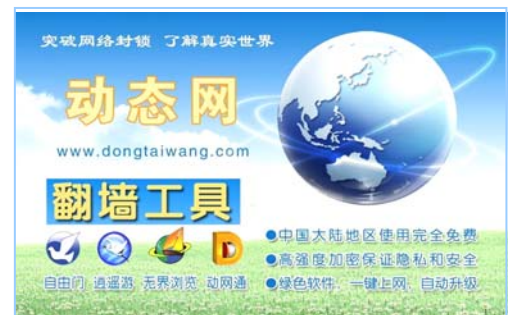 突破网络封锁 了解真实世界
动态网
www.dongtaiwang.com
翻墙工具
自由门 逍遥游 无界浏览 动网通
●中国大陆地区使用完全免费
●高强度加密保证隐私和安全
●绿色软件，一键上网，自动升级